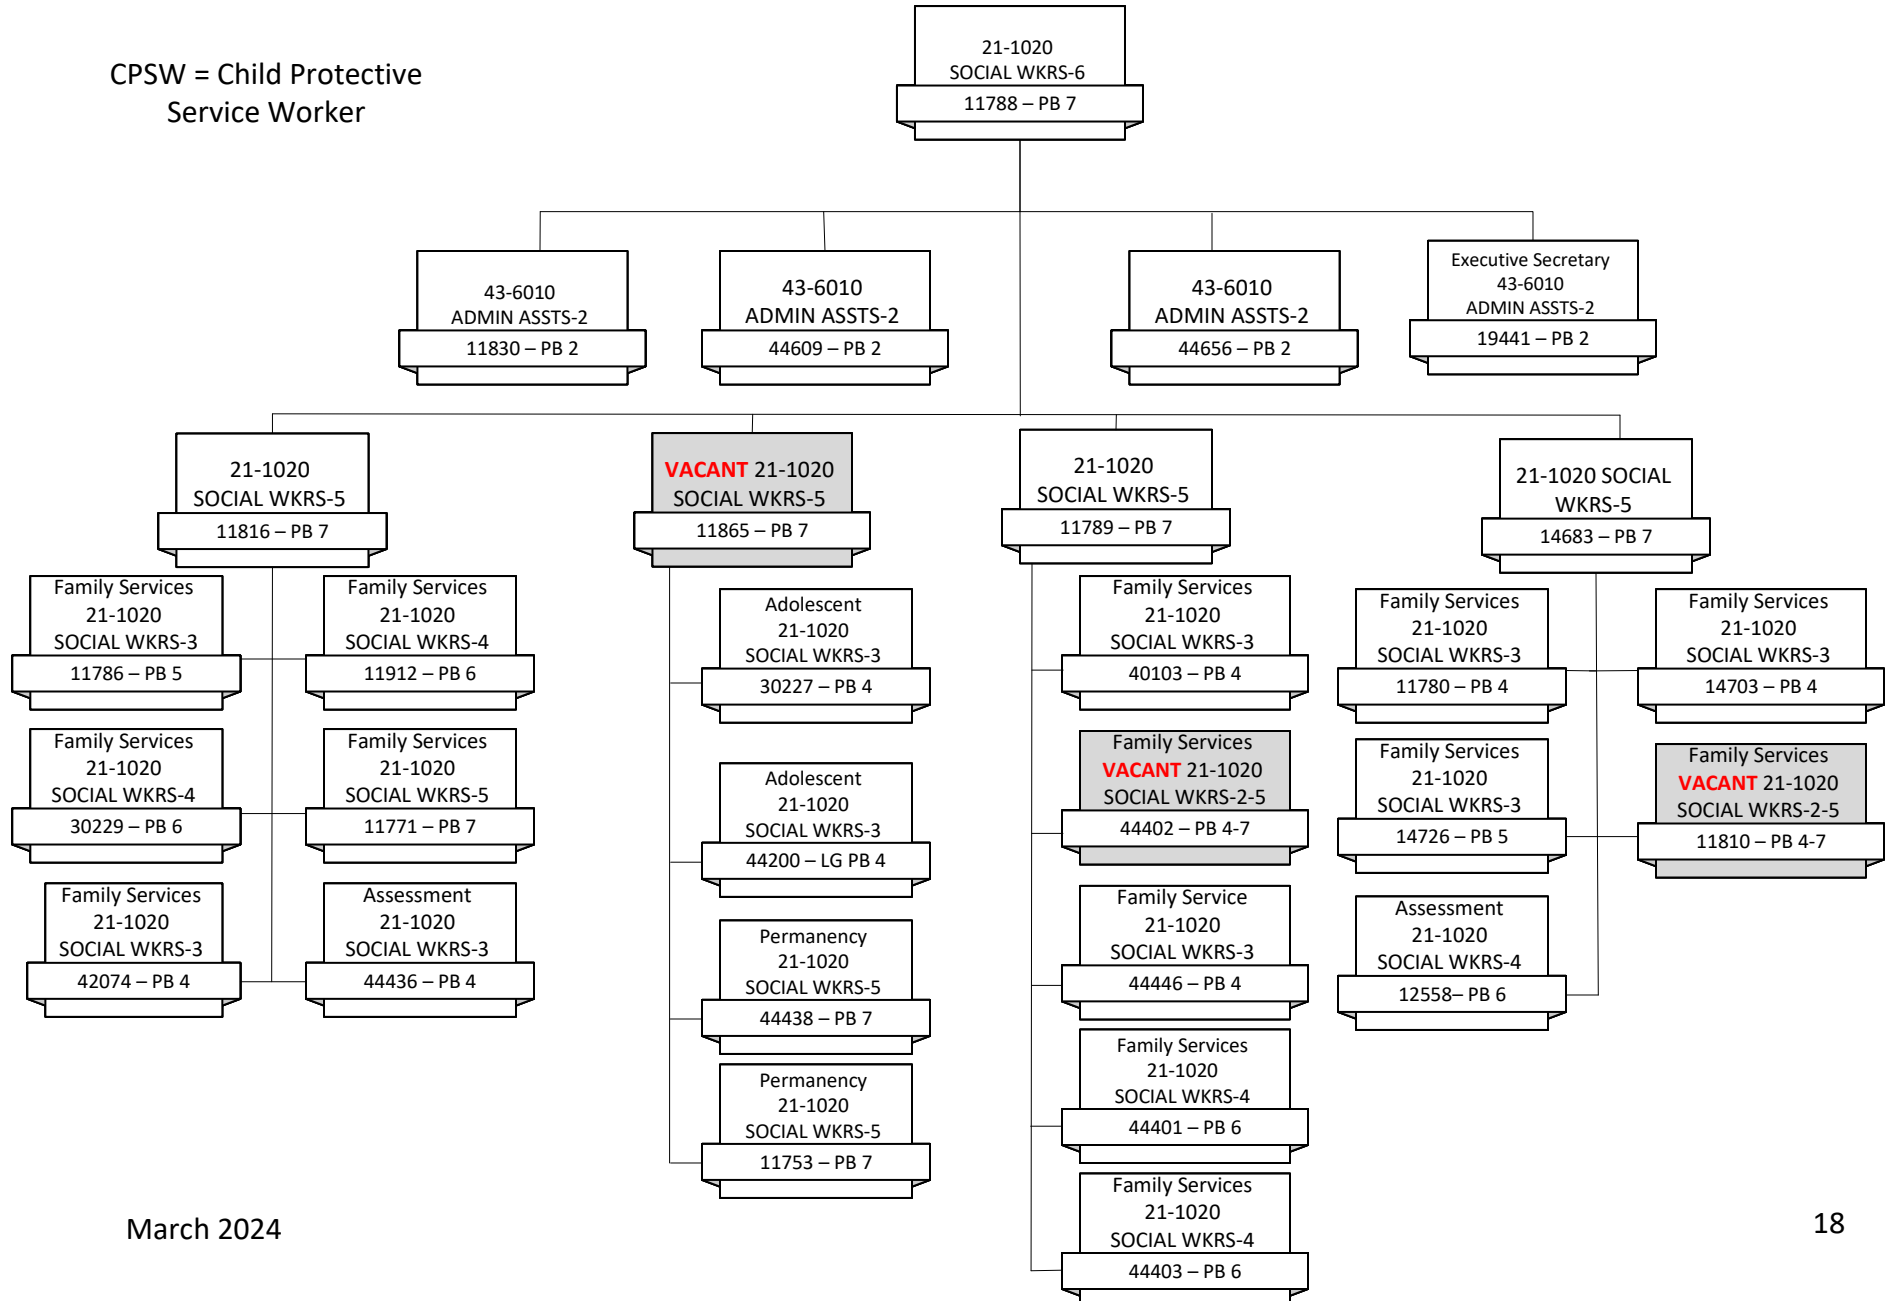 CPSW = Child Protective
Service Worker
21-1020
SOCIAL WKRS-6
11788 – PB 7
43-6010
ADMIN ASSTS-2
11830 – PB 2
43-6010
ADMIN ASSTS-2
44609 – PB 2
43-6010
ADMIN ASSTS-2
44656 – PB 2
Executive Secretary
43-6010
ADMIN ASSTS-2
19441 – PB 2
21-1020
SOCIAL WKRS-5
11816 – PB 7
Family Services
21-1020
SOCIAL WKRS-3
11786 – PB 5
Family Services
21-1020
SOCIAL WKRS-4
11912 – PB 6
Family Services
21-1020
SOCIAL WKRS-4
30229 – PB 6
Family Services
21-1020
SOCIAL WKRS-5
11771 – PB 7
Family Services
21-1020
SOCIAL WKRS-3
42074 – PB 4
Assessment
21-1020
SOCIAL WKRS-3
44436 – PB 4
VACANT 21-1020
SOCIAL WKRS-5
11865 – PB 7
Adolescent
21-1020
SOCIAL WKRS-3
30227 – PB 4
Adolescent
21-1020
SOCIAL WKRS-3
44200 – LG PB 4
Permanency
21-1020
SOCIAL WKRS-5
44438 – PB 7
Permanency
21-1020
SOCIAL WKRS-5
11753 – PB 7
21-1020
SOCIAL WKRS-5
11789 – PB 7
Family Services
21-1020
SOCIAL WKRS-3
40103 – PB 4
Family Services
VACANT 21-1020
SOCIAL WKRS-2-5
44402 – PB 4-7
Family Service
21-1020
SOCIAL WKRS-3
44446 – PB 4
Family Services
21-1020
SOCIAL WKRS-4
44401 – PB 6
Family Services
21-1020
SOCIAL WKRS-4
44403 – PB 6
21-1020 SOCIAL
WKRS-5
14683 – PB 7
Family Services
21-1020
SOCIAL WKRS-3
11780 – PB 4
Family Services
21-1020
SOCIAL WKRS-3
14703 – PB 4
Family Services
21-1020
SOCIAL WKRS-3
14726 – PB 5
Family Services
VACANT 21-1020
SOCIAL WKRS-2-5
11810 – PB 4-7
Assessment
21-1020
SOCIAL WKRS-4
12558– PB 6
March 2024
18